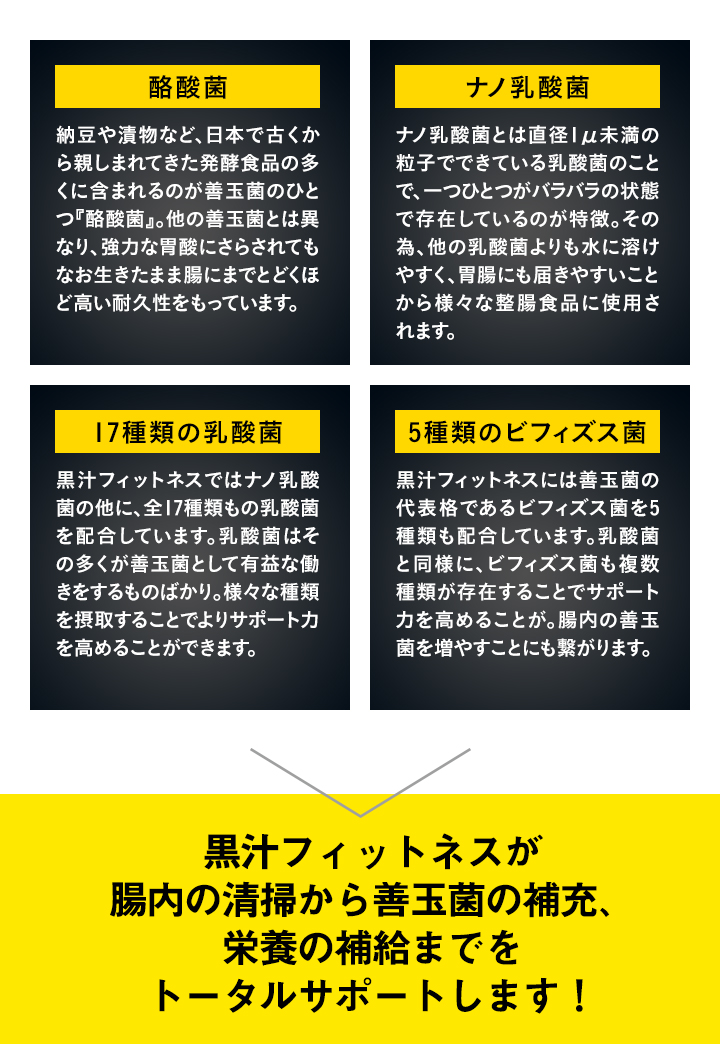 酪酸菌
納豆や漬物など、日本で古くか
ら親しまれてきた発酵食品の多
くに含まれるのが善玉菌のひと
つ『酪酸菌』。他の善玉菌とは異
なり、強力な胃酸にさらされても
なお生きたまま腸にまでとどくほ
ど高い耐久性をもっています。
ナノ乳酸菌
ナノ乳酸菌とは直径1μ未満の
粒子でできている乳酸菌のこと
で、一つひとつがバラバラの状態
で存在しているのが特徴。その
為、他の乳酸菌よりも水に溶け
やすく、胃腸にも届きやすいこと
から様々な整腸食品に使用さ
れます。
17種類の乳酸菌
黒汁フィットネスではナノ乳酸
菌の他に、全17種類もの乳酸菌
を配合しています。乳酸菌はそ
の多くが善玉菌として有益な働
きをするものばかり。様々な種類
を摂取することでよりサポート力
を高めることができます。
5種類のビフィズス菌
黒汁フィットネスには善玉菌の
代表格であるビフィズス菌を5
種類も配合しています。乳酸菌
と同様に、ビフィズス菌も複数
種類が存在することでサポート
力を高めることが。腸内の善玉
菌を増やすことにも繋がります。
黒汁フィットネスが
腸内の清掃から善玉菌の補充、
栄養の補給までを
トータルサポートします！